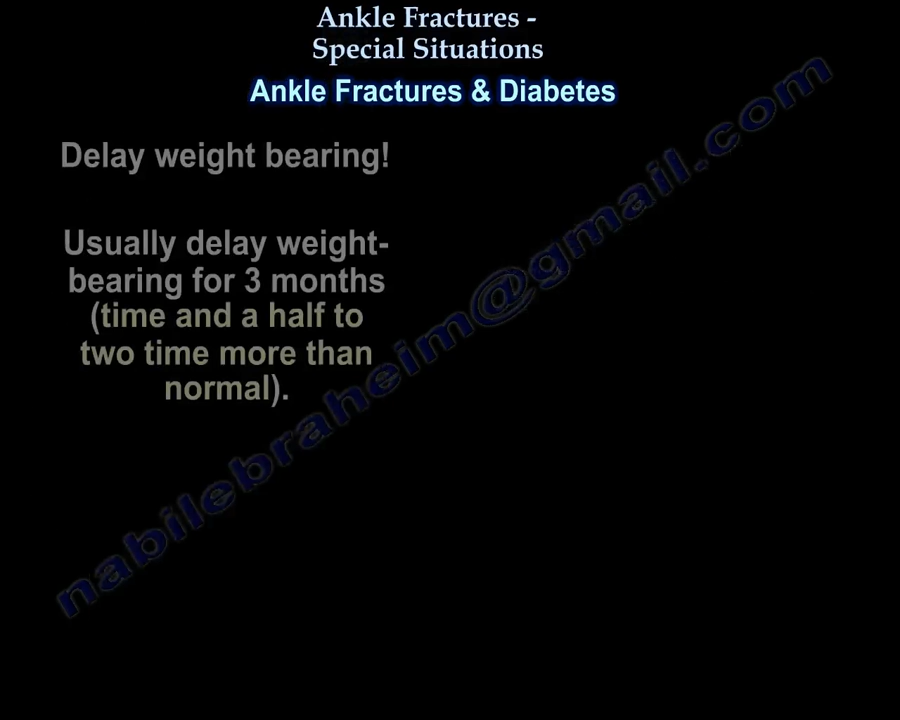 Ankle Fractures -
Special Situations
Ankle Fractures & Diabetes
Delay weight bearing!
Usually delay weight-
bearing for 3 months
(time and a half to
two time more than
normal).
nabilebraheim@gmail.com